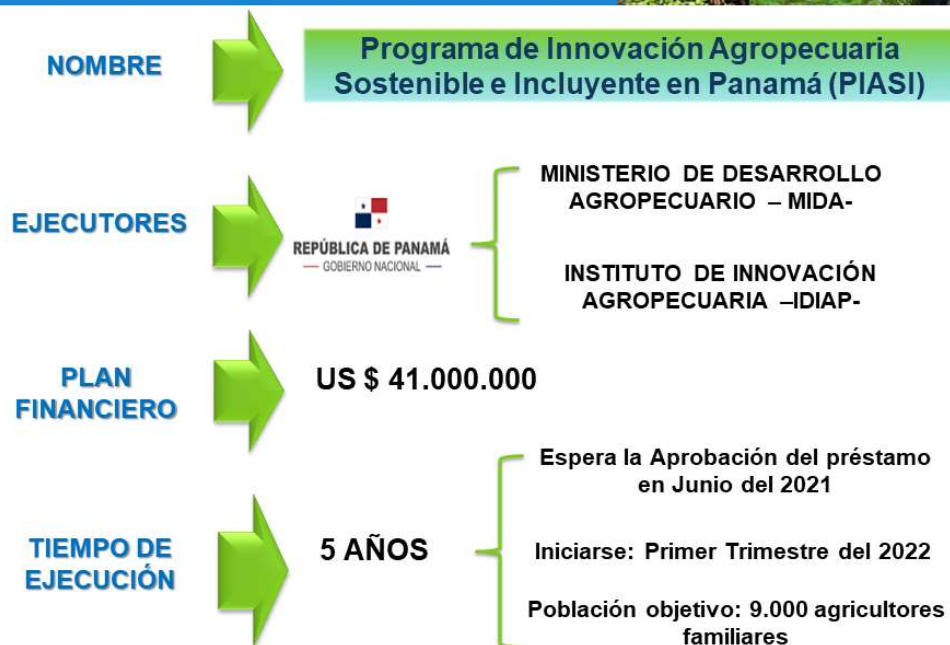 NOMBRE
Programa de Innovación Agropecuaria
Sostenible e Incluyente en Panamá (PIASI)
EJECUTORES
REPÚBLICA DE PANAMÁ
— GOBIERNO NACIONAL —
MINISTERIO DE DESARROLLO
AGROPECUARIO – MIDA-
INSTITUTO DE INNOVACIÓN
AGROPECUARIA –IDIAP-
PLAN
FINANCIERO
US $ 41.000.000
TIEMPO DE
EJECUCIÓN
5 AÑOS
Espera la Aprobación del préstamo
en Junio del 2021
Iniciarse: Primer Trimestre del 2022
Población objetivo: 9.000 agricultores
familiares